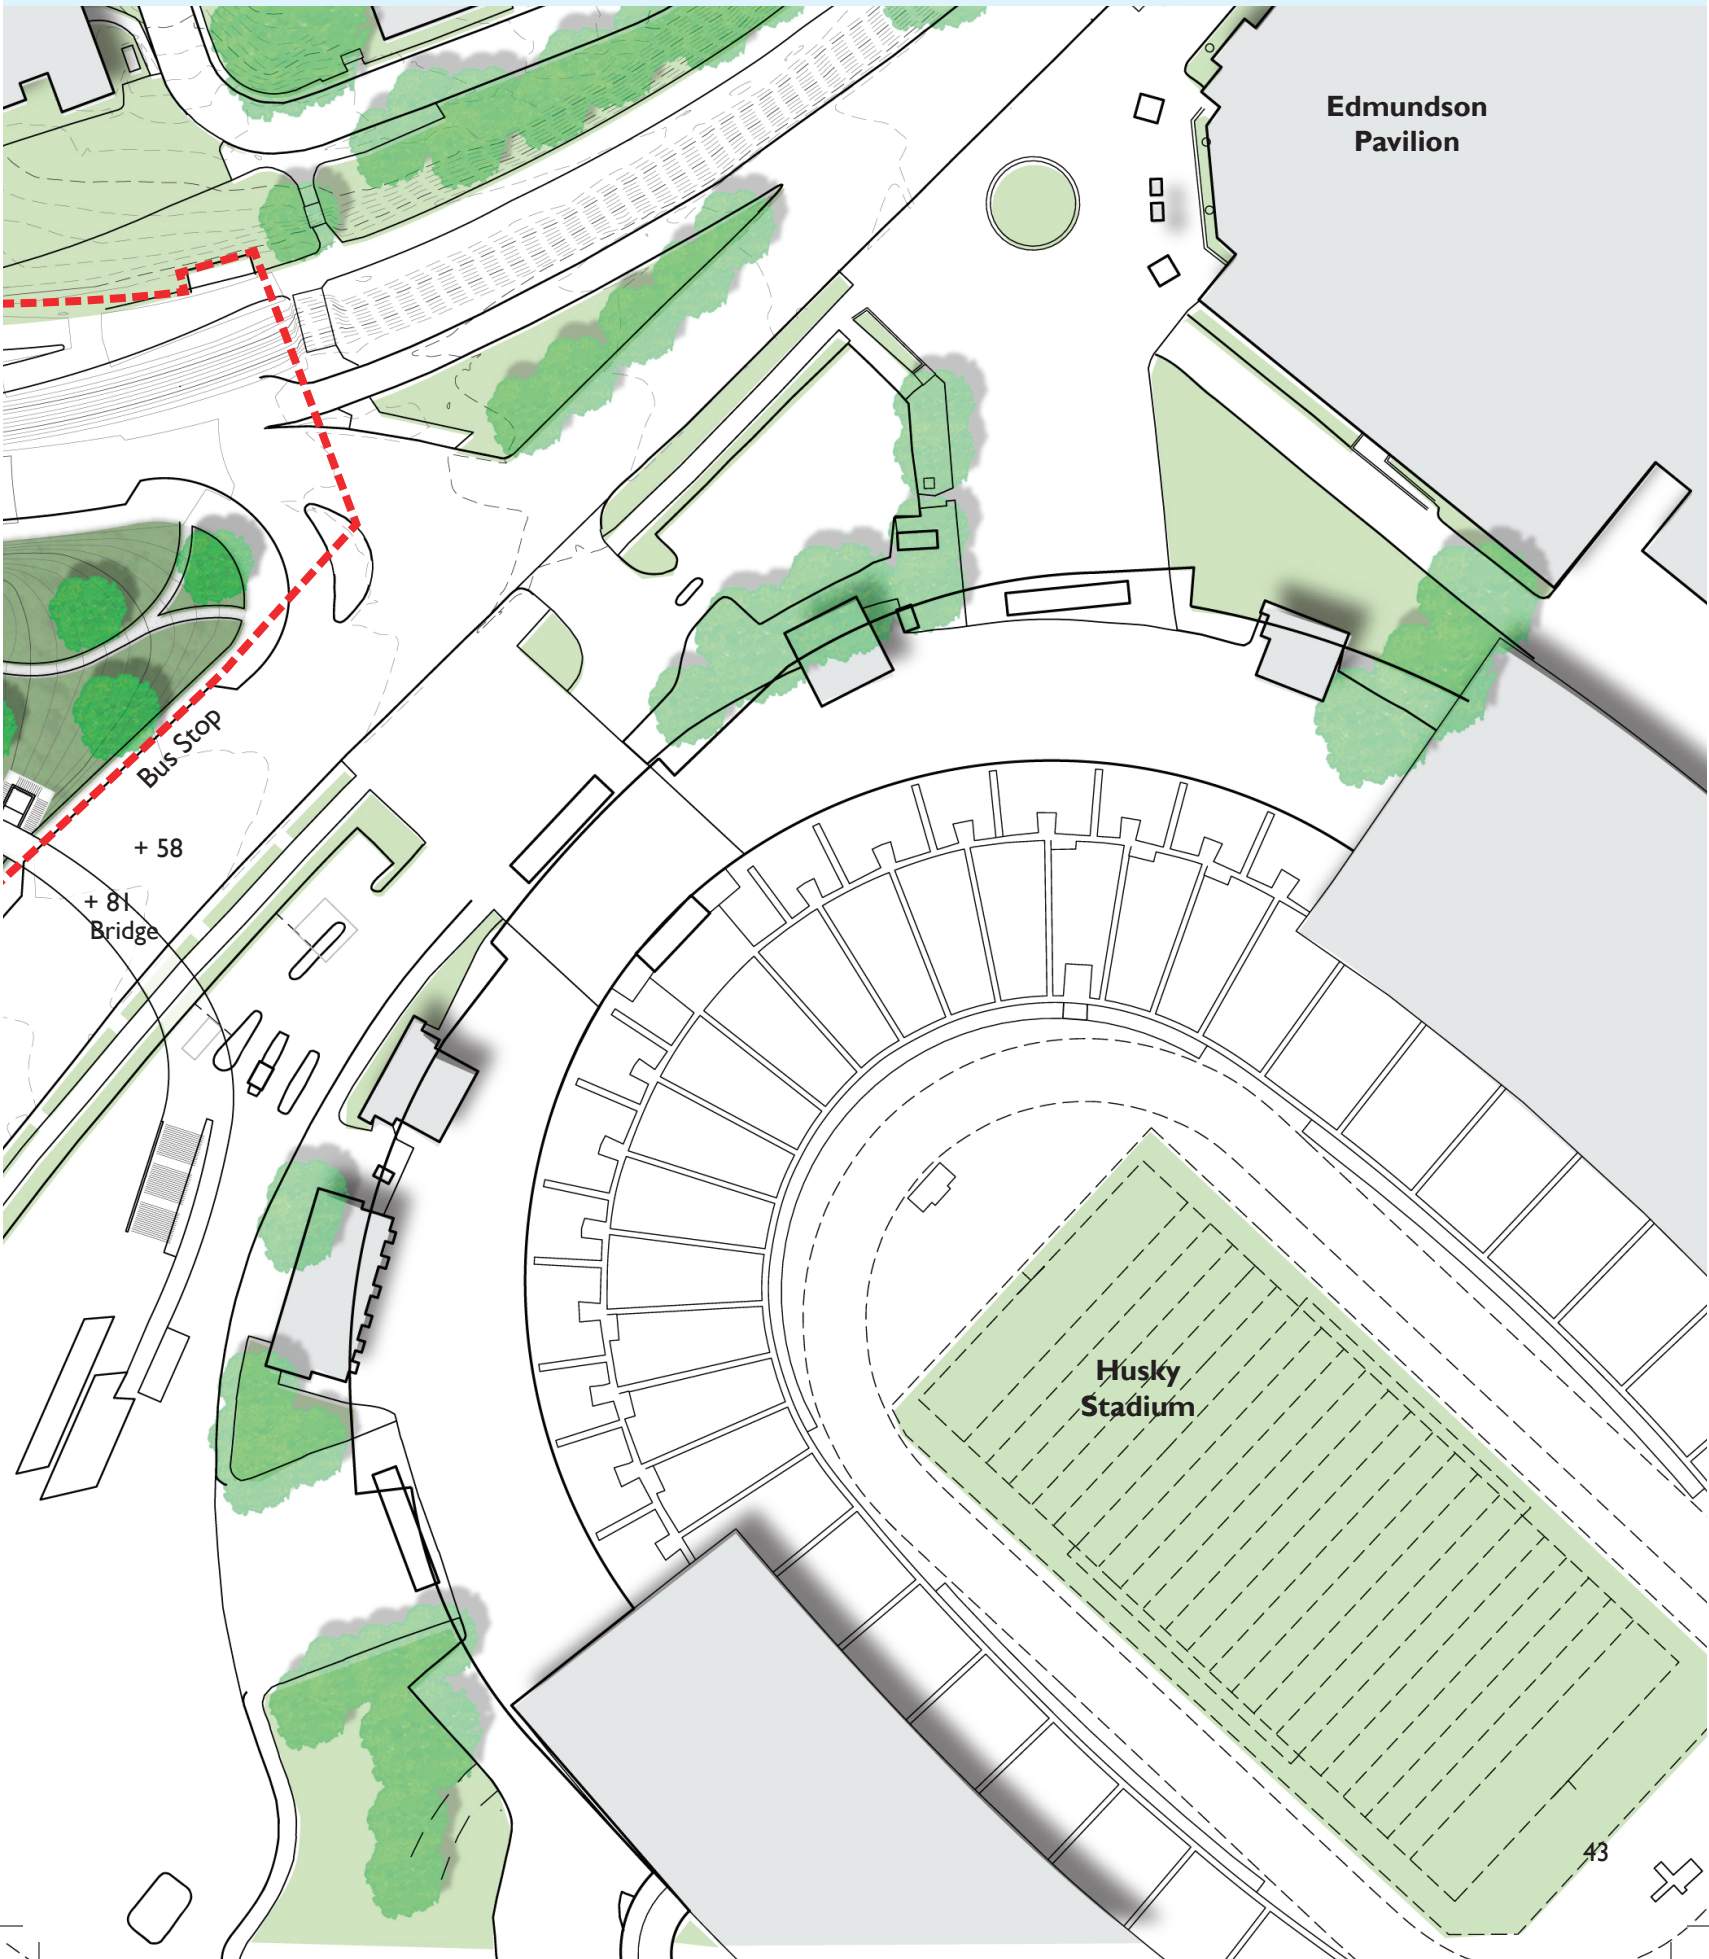 Edmundson
Pavilion
Bus Stop
+ 58
+ 81
Bridge
Husky
Stadium
43